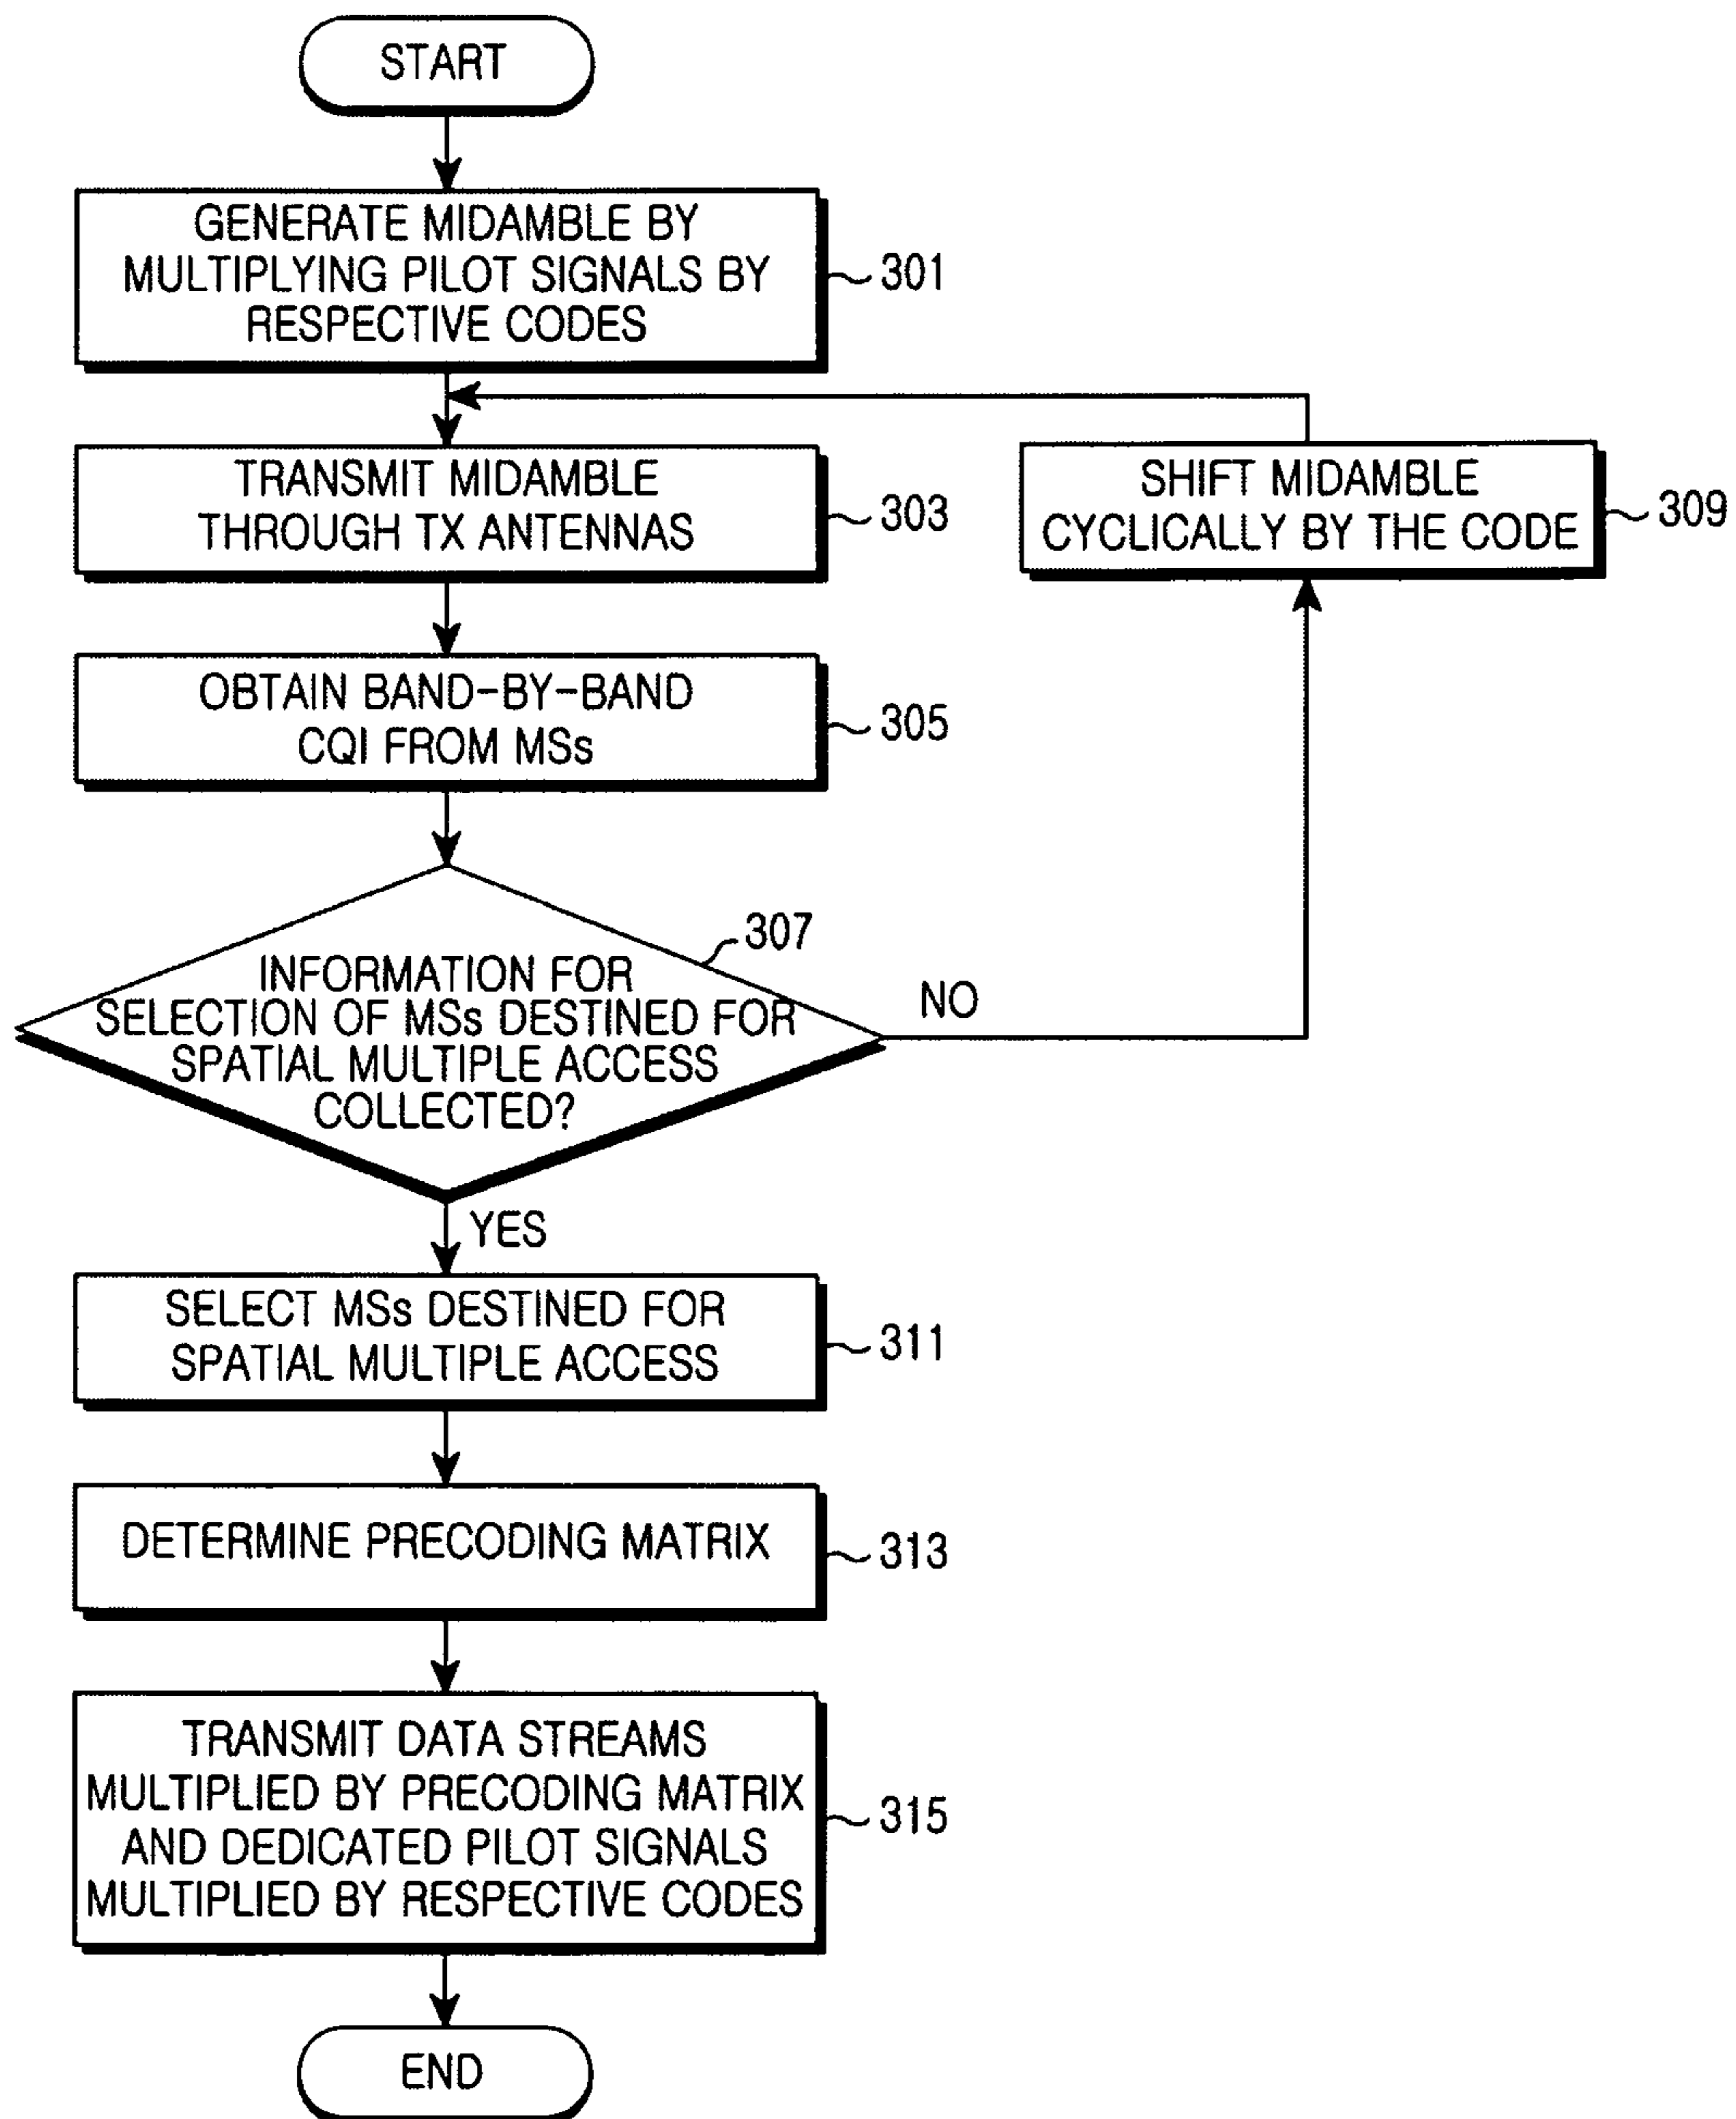 START
GENERATE MIDAMBLE BY
MULTIPLYING PILOT SIGNALS BY
RESPECTIVE CODES
301
TRANSMIT MIDAMBLE
THROUGH TX ANTENNAS
303
SHIFT MIDAMBLE
CYCLICALLY BY THE CODE
309
OBTAIN BAND-BY-BAND
CQI FROM MSs
305
307
INFORMATION FOR
SELECTION OF MSs DESTINED FOR
SPATIAL MULTIPLE ACCESS
COLLECTED?
NO
YES
SELECT MSs DESTINED FOR
SPATIAL MULTIPLE ACCESS
311
DETERMINE PRECODING MATRIX
313
TRANSMIT DATA STREAMS
MULTIPLIED BY PRECODING MATRIX
AND DEDICATED PILOT SIGNALS
MULTIPLIED BY RESPECTIVE CODES
315
END